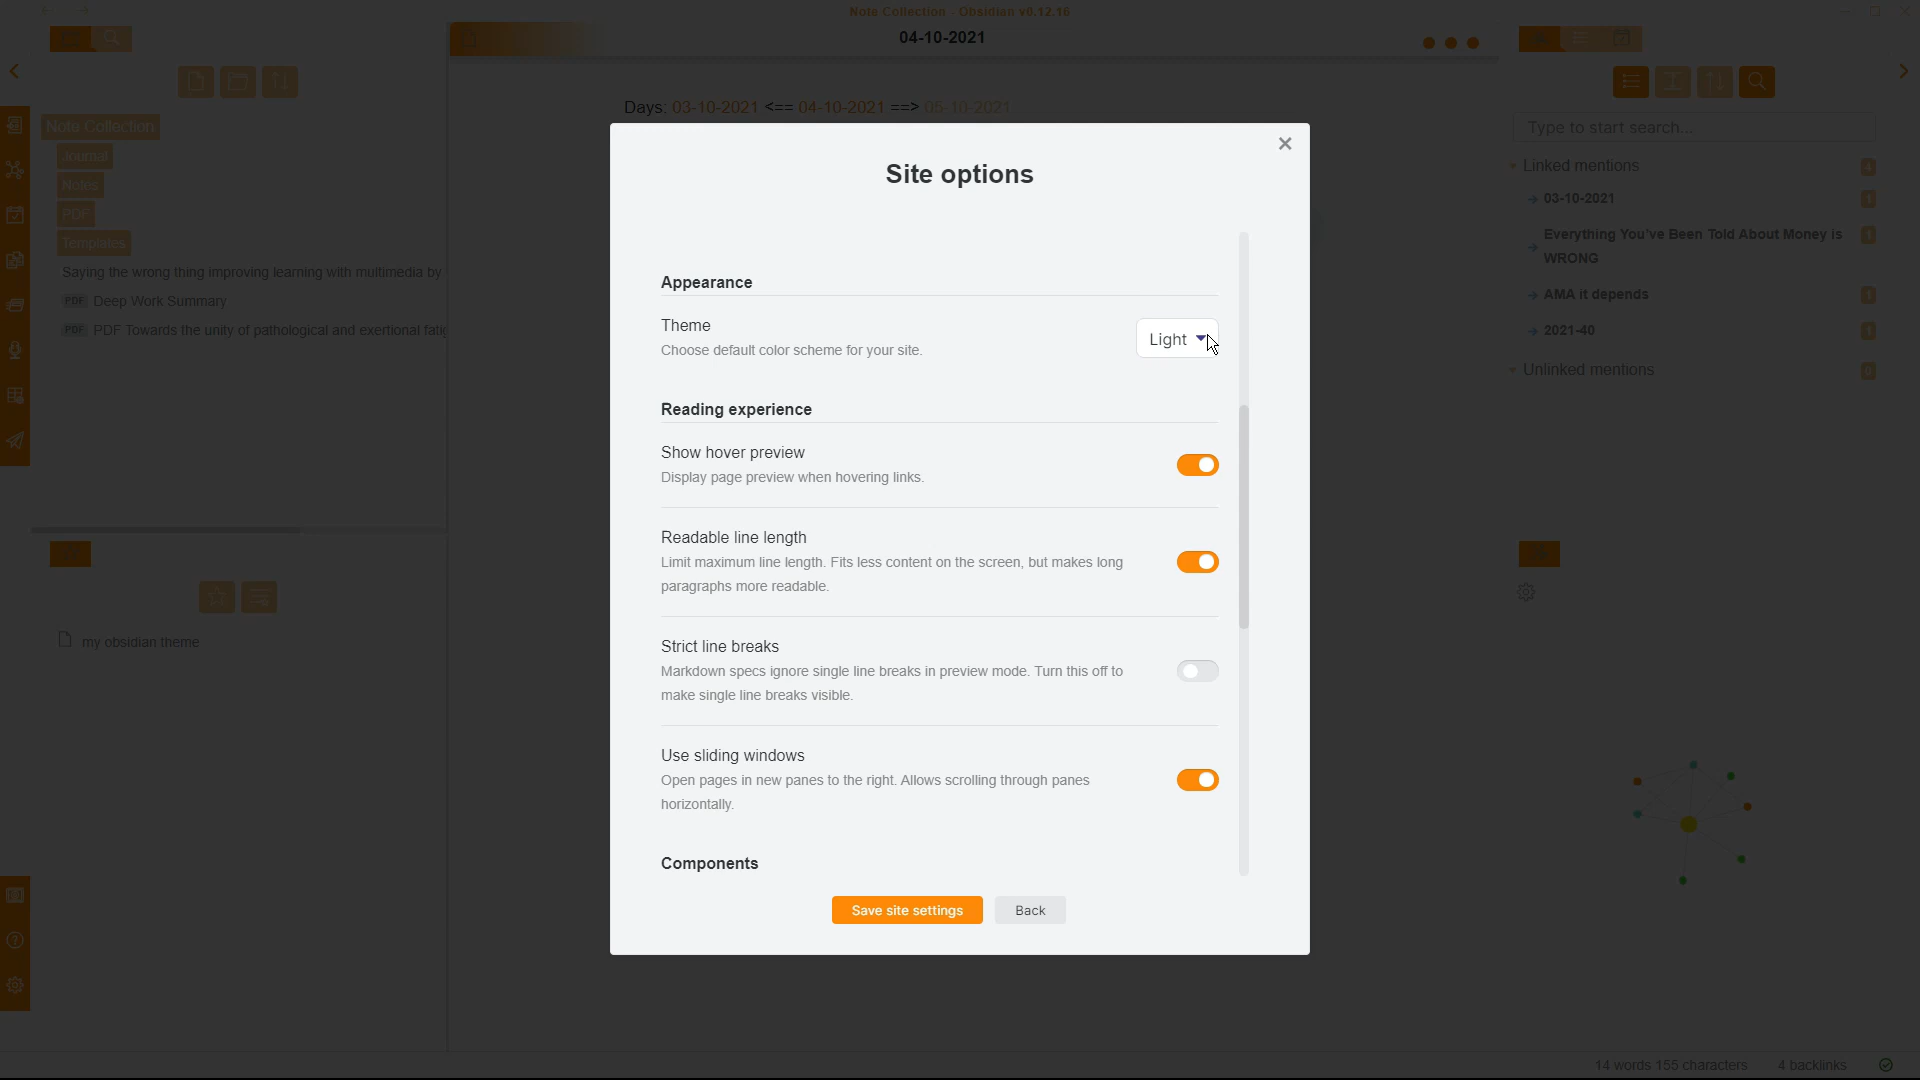 Note Collection - Obsidian v0.12.16
04-10-2021
Days: 03-10-2021 <== 04-10-2021 ==> 05-10-2021
Note Collection
Journal
Notes
PDF
Templates
Saying the wrong thing improving learning with multimedia by
PDF Deep Work Summary
PDF PDF Towards the unity of pathological and exertional fatig
my obsidian theme
Site options
Appearance
Theme
Choose default color scheme for your site.
Light
Reading experience
Show hover preview
Display page preview when hovering links.
Readable line length
Limit maximum line length. Fits less content on the screen, but makes long
paragraphs more readable.
Strict line breaks
Markdown specs ignore single line breaks in preview mode. Turn this off to
make single line breaks visible.
Use sliding windows
Open pages in new panes to the right. Allows scrolling through panes
horizontally.
Components
Save site settings
Back
Type to start search...
Linked mentions 4
03-10-2021 1
Everything You've Been Told About Money is 1
WRONG
AMA it depends 1
2021-40 1
Unlinked mentions 0
14 words 155 characters
4 backlinks